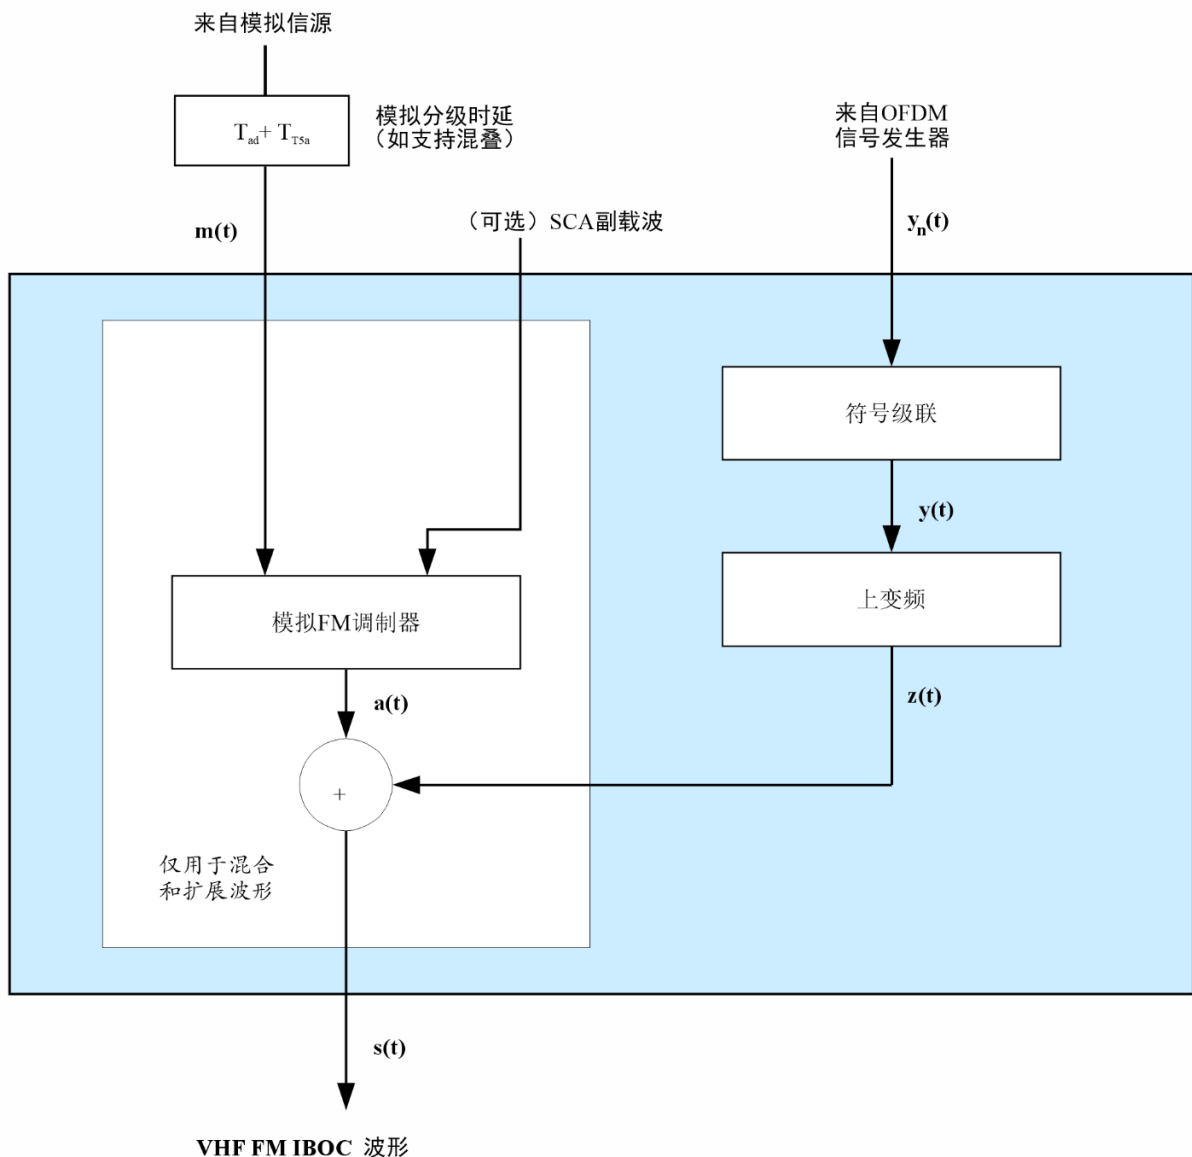 来自模拟信源
Tad+ TT5a
模拟分级时延
（如支持混叠）
来自OFDM
信号发生器
m(t)
（可选）SCA副载波
yn(t)
符号级联
y(t)
模拟FM调制器
上变频
a(t)
z(t)
+
仅用于混合
和扩展波形
s(t)
VHF FM IBOC 波形